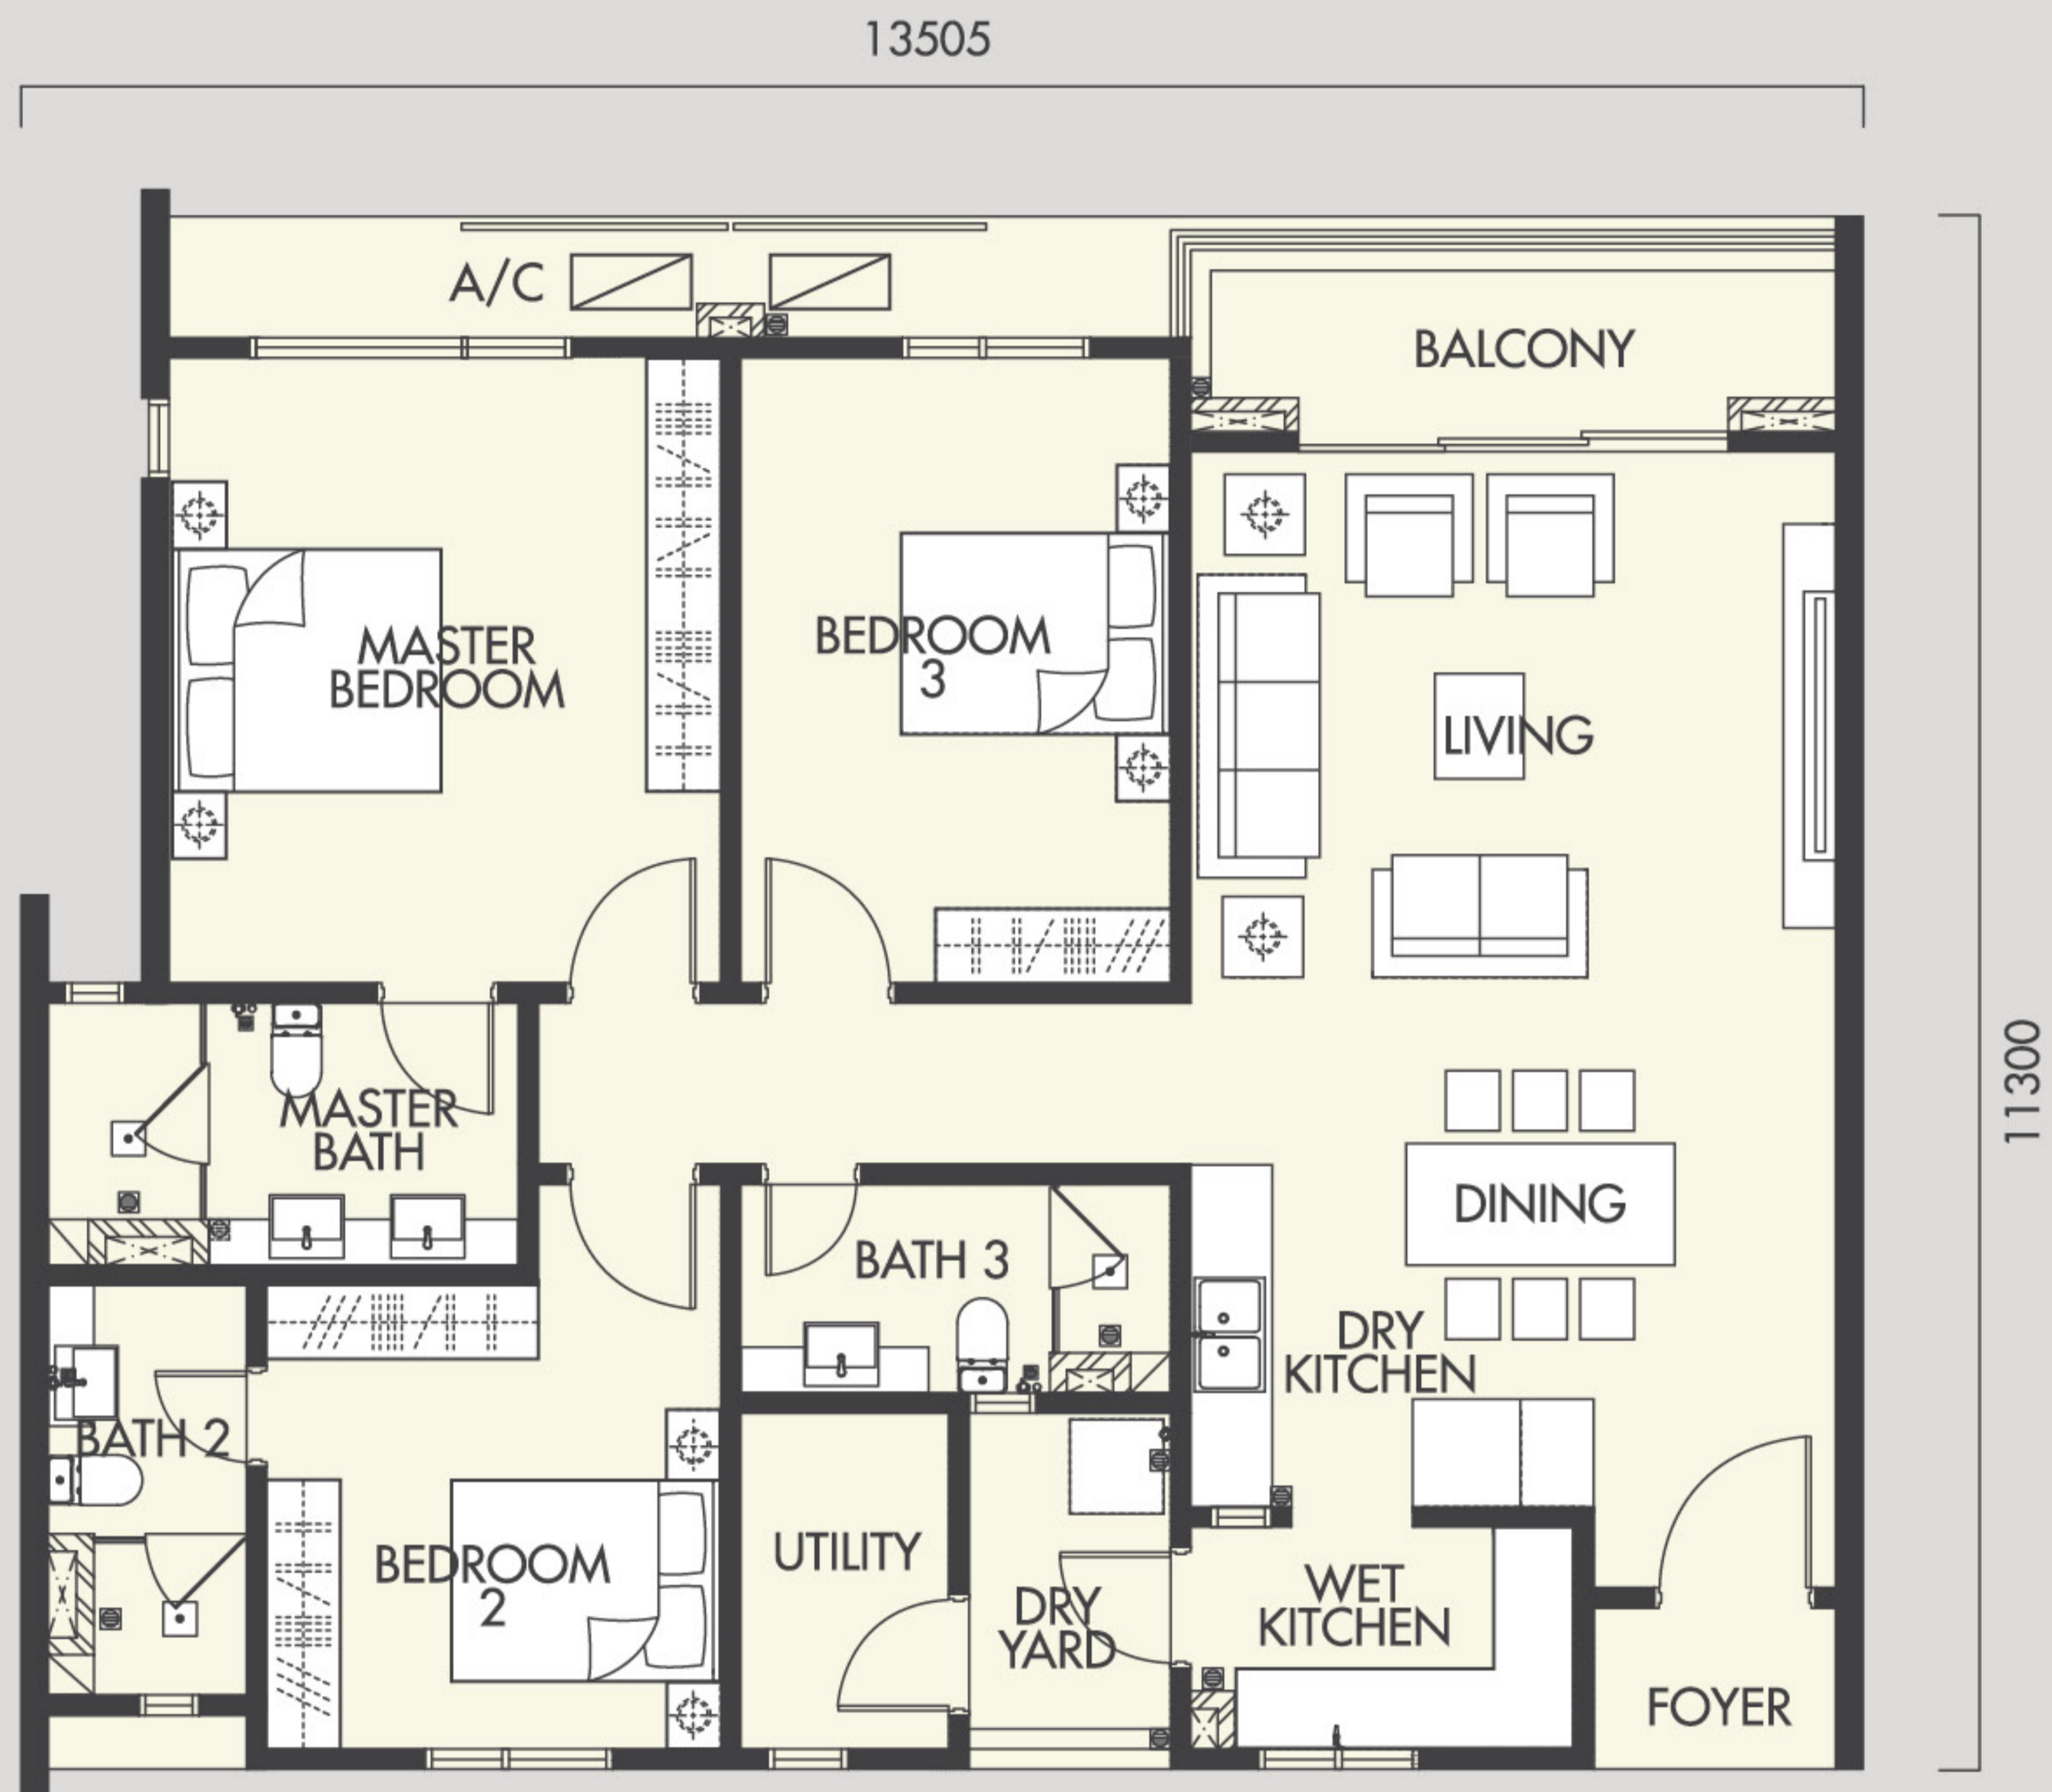 13505
A/C
BALCONY
MASTER
BEDROOM
BEDROOM
3
LIVING
11300
MASTER
BATH
DINING
BATH 3
DRY
KITCHEN
BATH 2
BEDROOM
2
UTILITY
DRY
YARD
WET
KITCHEN
FOYER